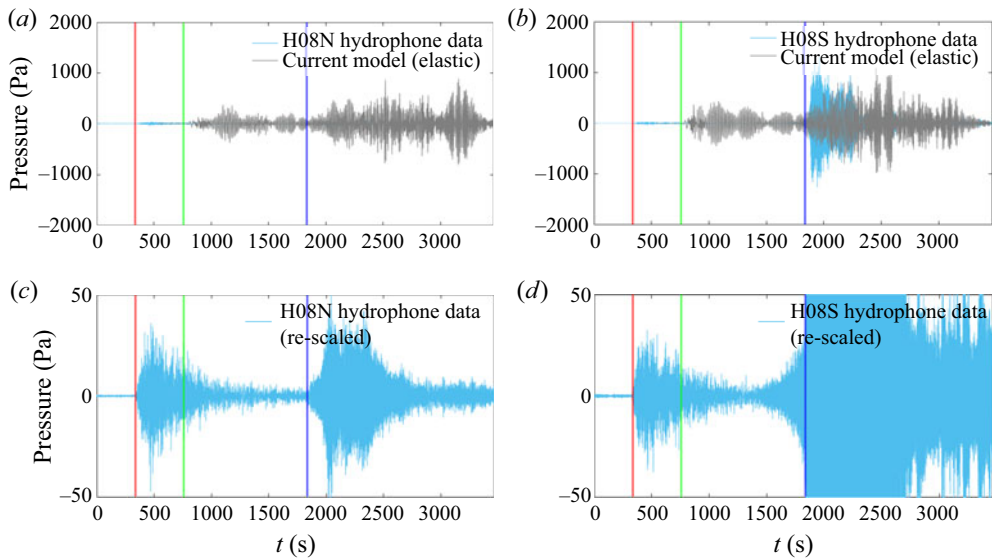 (a)
2000
1000
0
–1000
–2000
Pressure (Pa)
H08N hydrophone data
Current model (elastic)
0 500 1000 1500 2000 2500 3000
(b)
2000
1000
0
–1000
–2000
H08S hydrophone data
Current model (elastic)
0 500 1000 1500 2000 2500 3000
(c)
50
0
–50
Pressure (Pa)
H08N hydrophone data
(re-scaled)
0 500 1000 1500 2000 2500 3000
t (s)
(d)
50
0
–50
H08S hydrophone data
(re-scaled)
0 500 1000 1500 2000 2500 3000
t (s)